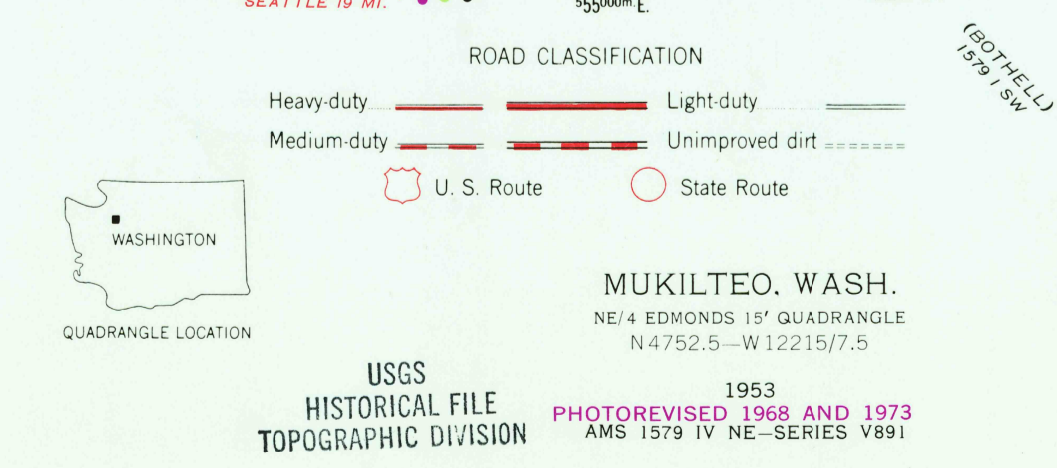 SEATTLE 19 MI.
555000m.E.
ROAD CLASSIFICATION
Heavy-duty
Light-duty
Medium-duty
Unimproved dirt
U. S. Route
State Route
(BOTHELL)
1579 I SW
WASHINGTON
QUADRANGLE LOCATION
MUKILTEO, WASH.
NE/4 EDMONDS 15' QUADRANGLE
N4752.5—W12215/7.5
1953
PHOTOREVISED 1968 AND 1973
AMS 1579 IV NE—SERIES V891
USGS
HISTORICAL FILE
TOPOGRAPHIC DIVISION